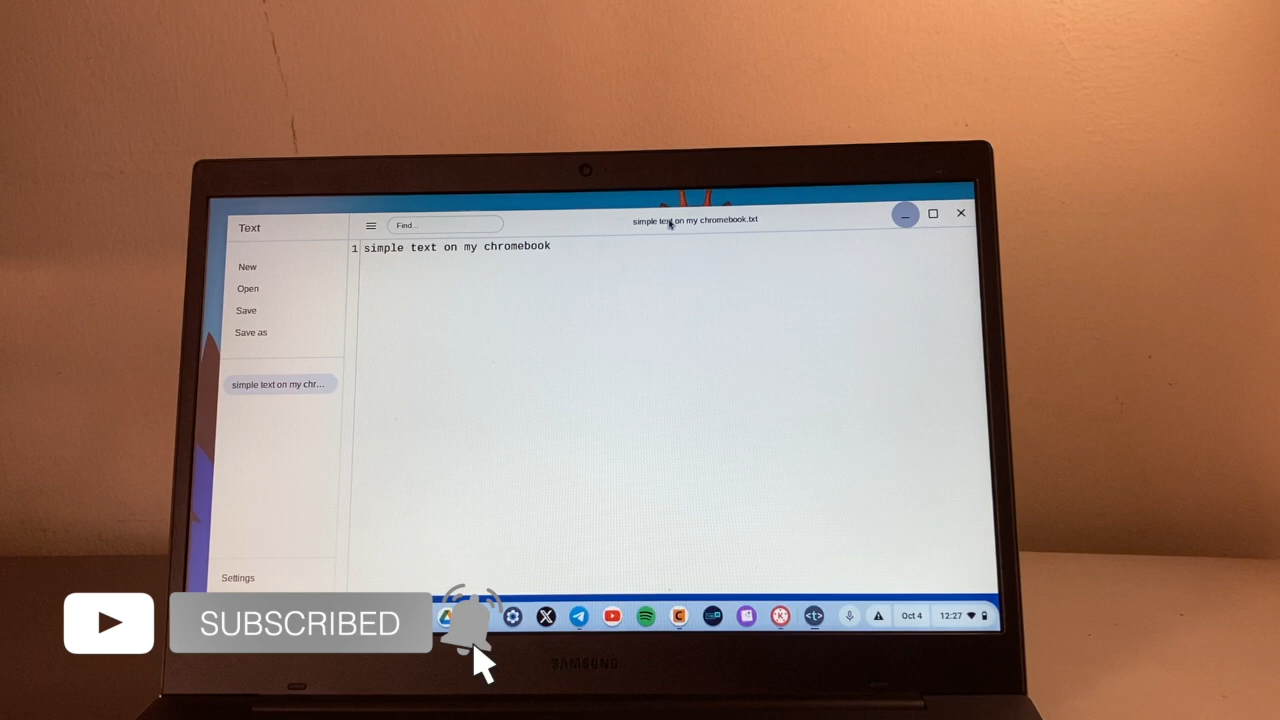 Text
Find...
simple text on my chromebook.txt
1 simple text on my chromebook
New
Open
Save
Save as
simple text on my chr...
Settings
SUBSCRIBED
Oct 4
12:27
SAMSUNG